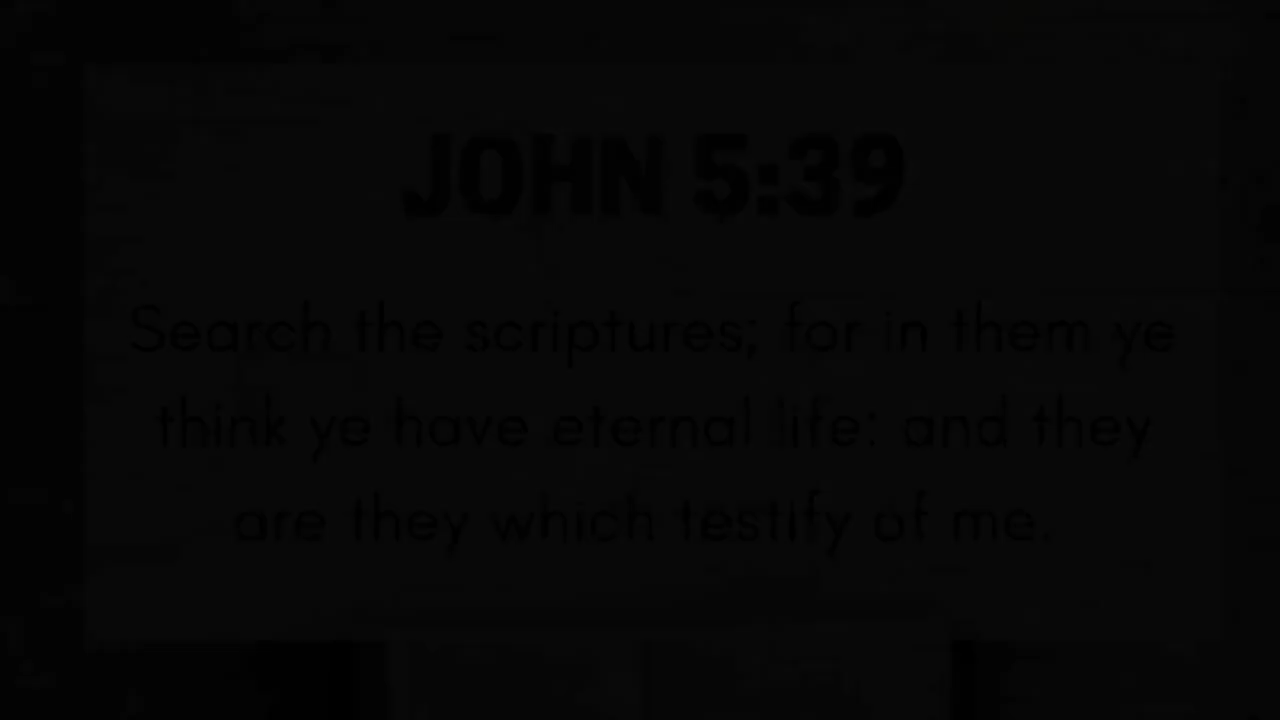 JOHN 5:39
Search the scriptures; for in them ye
think ye have eternal life: and they
are they which testify of me.